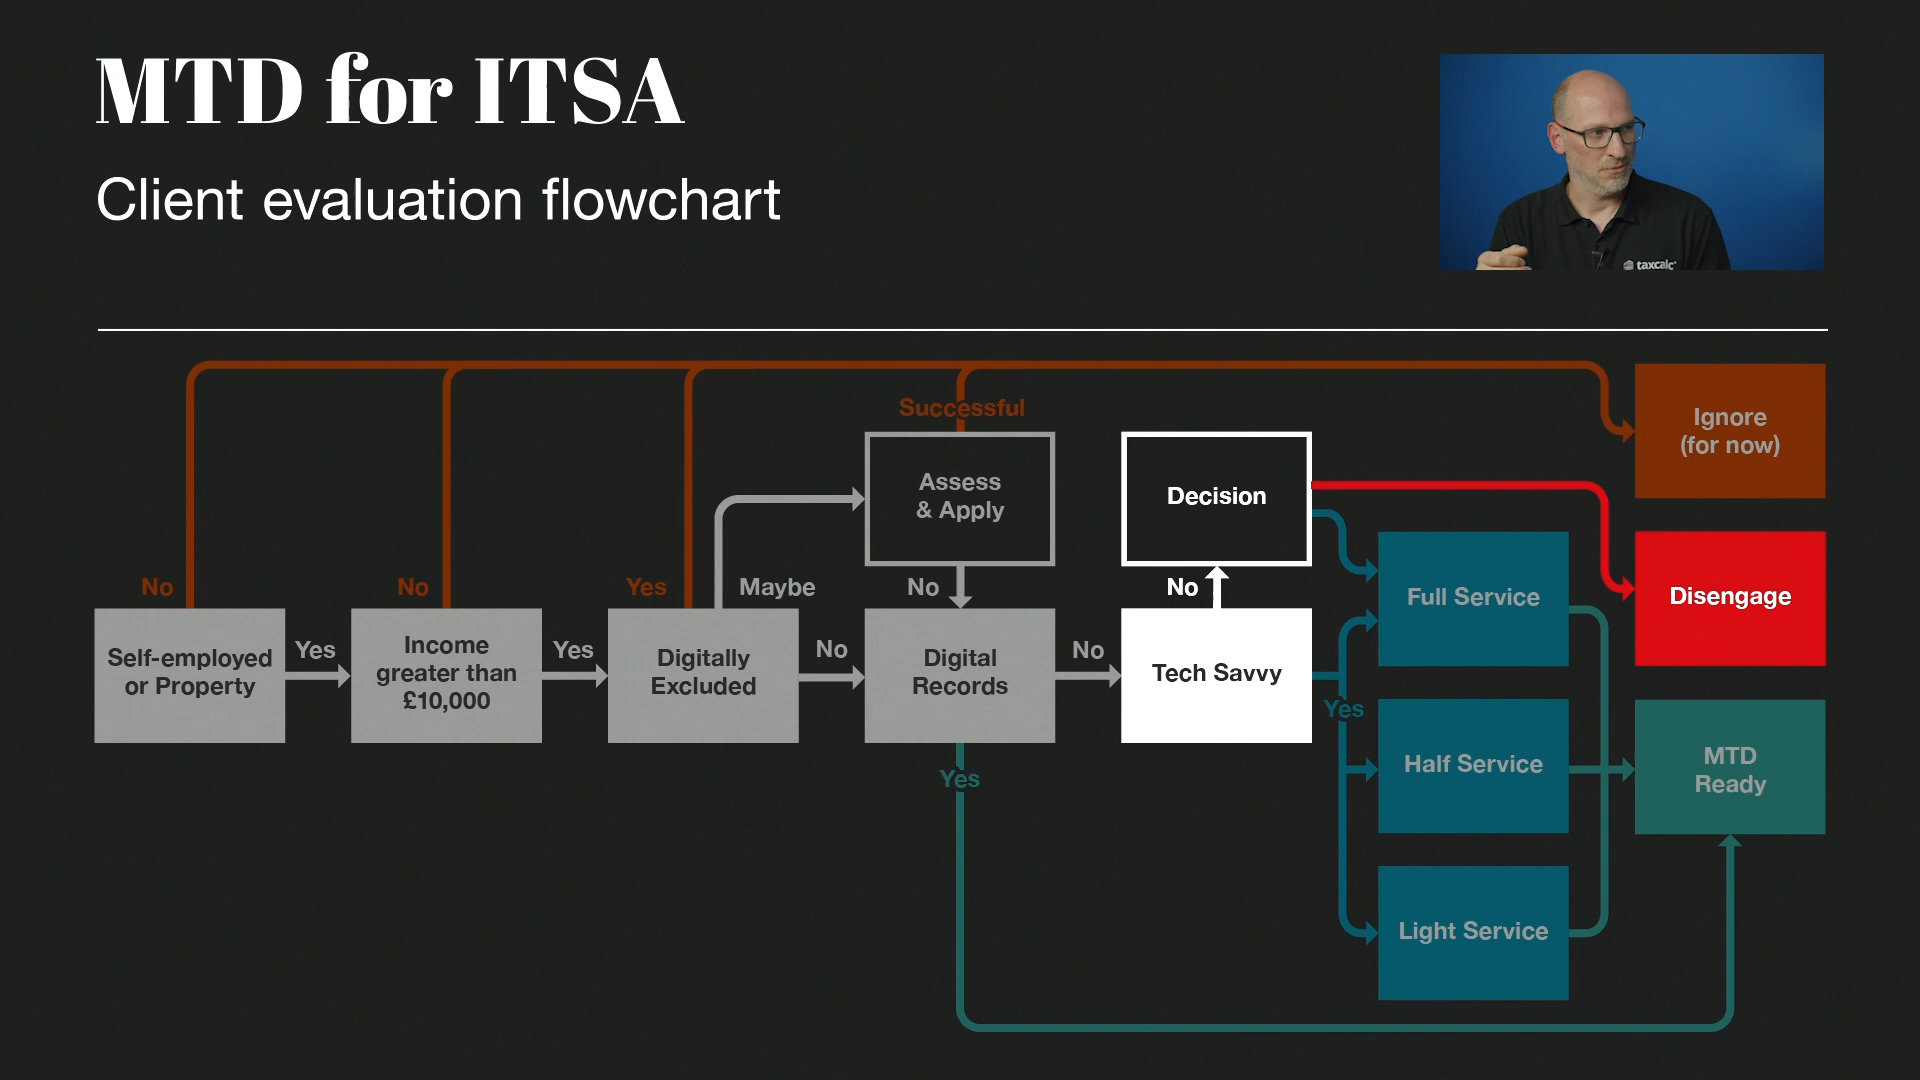 MTD for ITSA
Client evaluation flowchart
taxcalc
Successful
Ignore
(for now)
Assess
& Apply
Decision
No
No
Yes
Maybe
No
No
Full Service
Disengage
Self-employed
or Property
Yes
Income
greater than
£10,000
Yes
Digitally
Excluded
No
Digital
Records
No
Tech Savvy
Yes
Half Service
MTD
Ready
Yes
Light Service